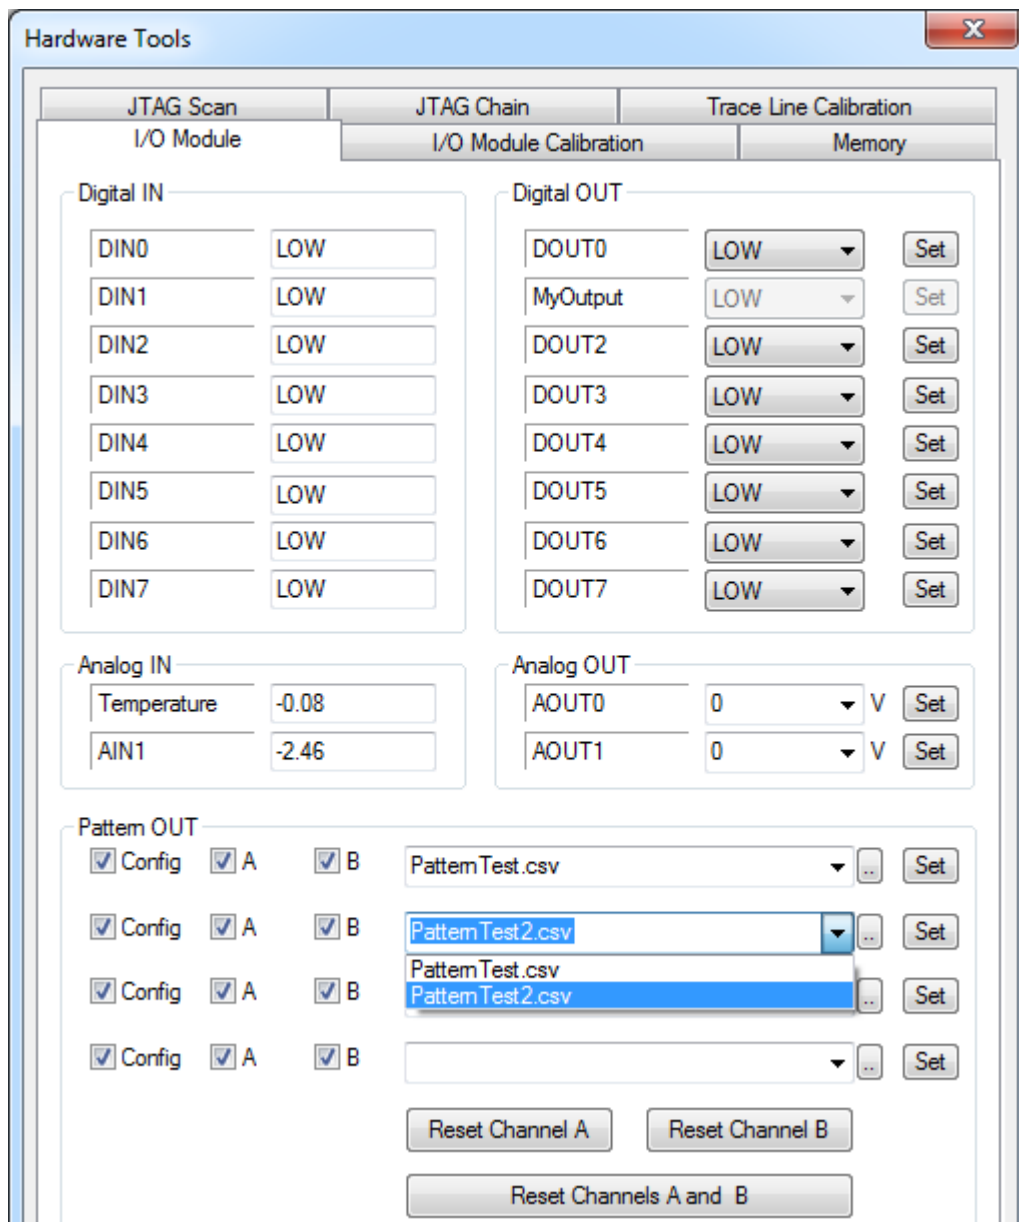 Hardware Tools
JTAG Scan JTAG Chain Trace Line Calibration
I/O Module I/O Module Calibration Memory
Digital IN
DIN0 LOW
DIN1 LOW
DIN2 LOW
DIN3 LOW
DIN4 LOW
DIN5 LOW
DIN6 LOW
DIN7 LOW
Digital OUT
DOUT0 LOW Set
MyOutput LOW Set
DOUT2 LOW Set
DOUT3 LOW Set
DOUT4 LOW Set
DOUT5 LOW Set
DOUT6 LOW Set
DOUT7 LOW Set
Analog IN
Temperature -0.08
AIN1 -2.46
Analog OUT
AOUT0 0 V Set
AOUT1 0 V Set
Pattern OUT
Config A B PatternTest.csv .. Set
Config A B PatternTest2.csv .. Set
PatternTest.csv
Config A B PatternTest2.csv .. Set
Config A B .. Set
Reset Channel A Reset Channel B
Reset Channels A and B